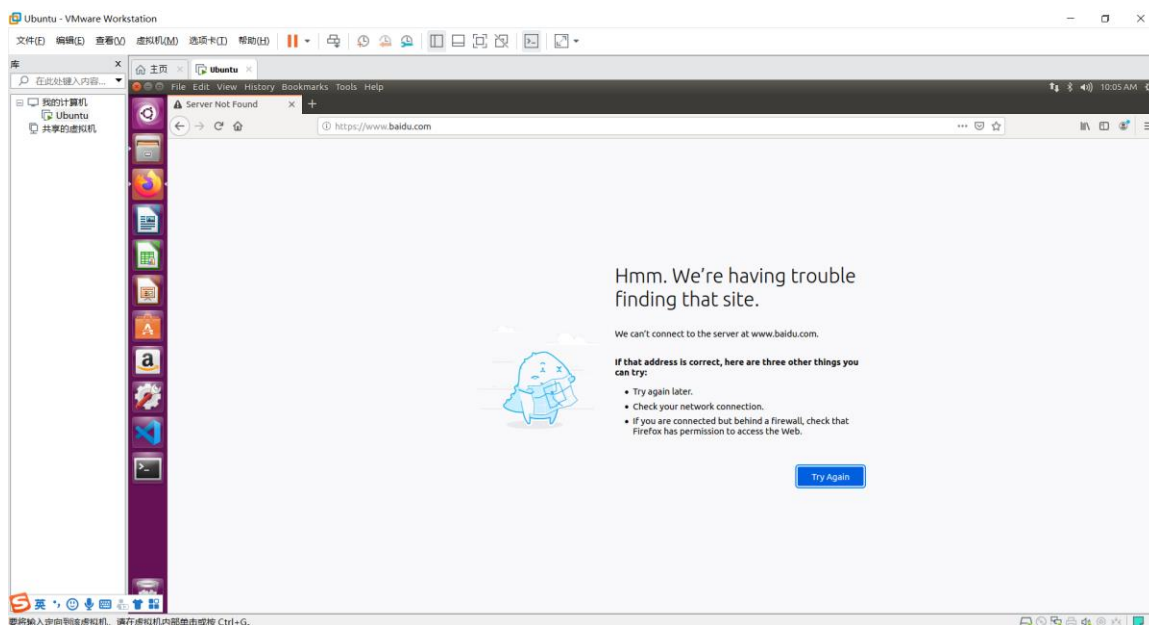 Ubuntu - VMware Workstation
文件(F) 编辑(E) 查看(V) 虚拟机(M) 选项卡(T) 帮助(H)
库
在此处键入内容...
我的计算机
Ubuntu
共享的虚拟机
主页 Ubuntu
File Edit View History Bookmarks Tools Help 10:05 AM
Server Not Found
https://www.baidu.com
Hmm. We're having trouble
finding that site.
We can't connect to the server at www.baidu.com.
If that address is correct, here are three other things you
can try:
• Try again later.
• Check your network connection.
• If you are connected but behind a firewall, check that
Firefox has permission to access the Web.
Try Again
英
要将输入定向到该虚拟机，请在虚拟机内部单击或按 Ctrl+G。